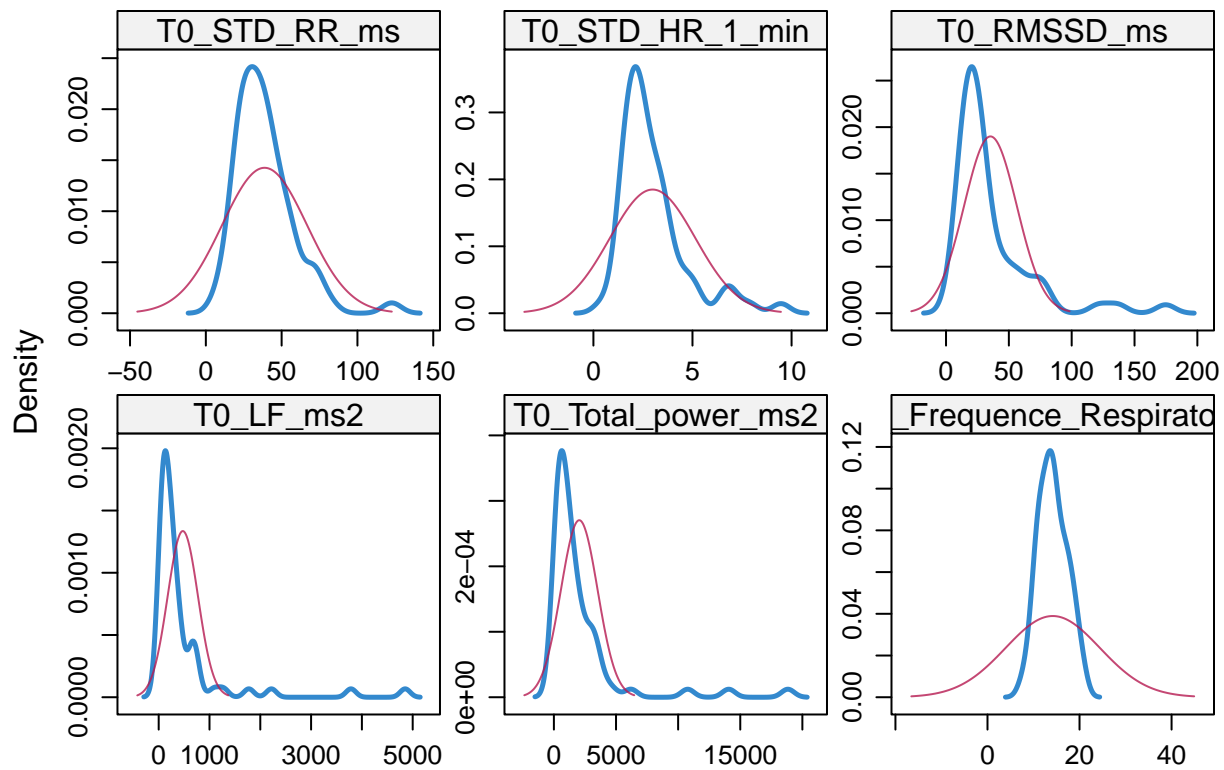 T0_STD_RR_ms
T0_STD_HR_1_min
T0_RMSSD_ms
0.000 0.010 0.020
0.0 0.1 0.2 0.3
0.000 0.010 0.020
−50 0 50 100 150
0 5 10
0 50 100 150 200
Density
T0_LF_ms2
T0_Total_power_ms2
_Frequence_Respirato
0.0000 0.0010 0.0020
0e+00 2e−04
0.00 0.04 0.08 0.12
0 1000 3000 5000
0 5000 15000
0 20 40